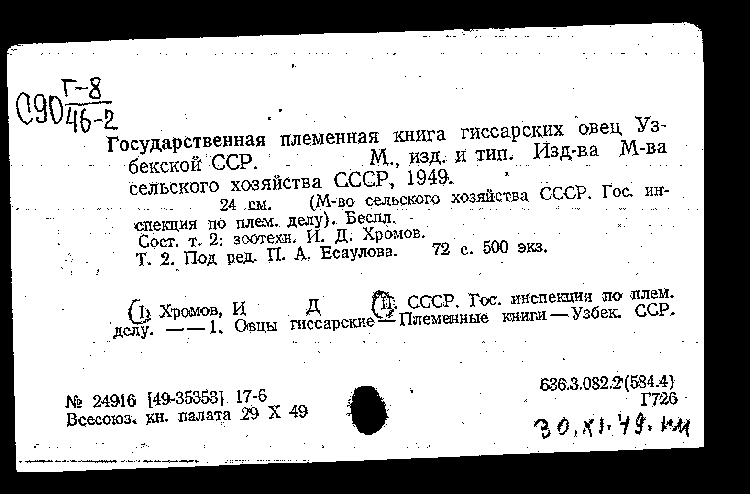 Г-8
С90 46-2
Государственная племенная книга гиссарских овец Уз-
бекской ССР. М., изд. и тип. Изд-ва М-ва
сельского хозяйства СССР, 1949.
24 см. (М-во сельского хозяйства СССР. Гос. ин-
спекция по плем. делу). Беспл.
Сост. т. 2: зоотехн. И. Д. Хромов.
Т. 2. Под ред. П. А. Есаулова. 72 с. 500 экз.
I. Хромов, И Д II. СССР. Гос. инспекция по плем.
делу. — — 1. Овцы гиссарские — Племенные книги — Узбек. ССР.
636.3.082.2(584.4)
№ 24916 [49-35353] 17-6
Г726
Всесоюз. кн. палата 29 X 49
30.XI.49.